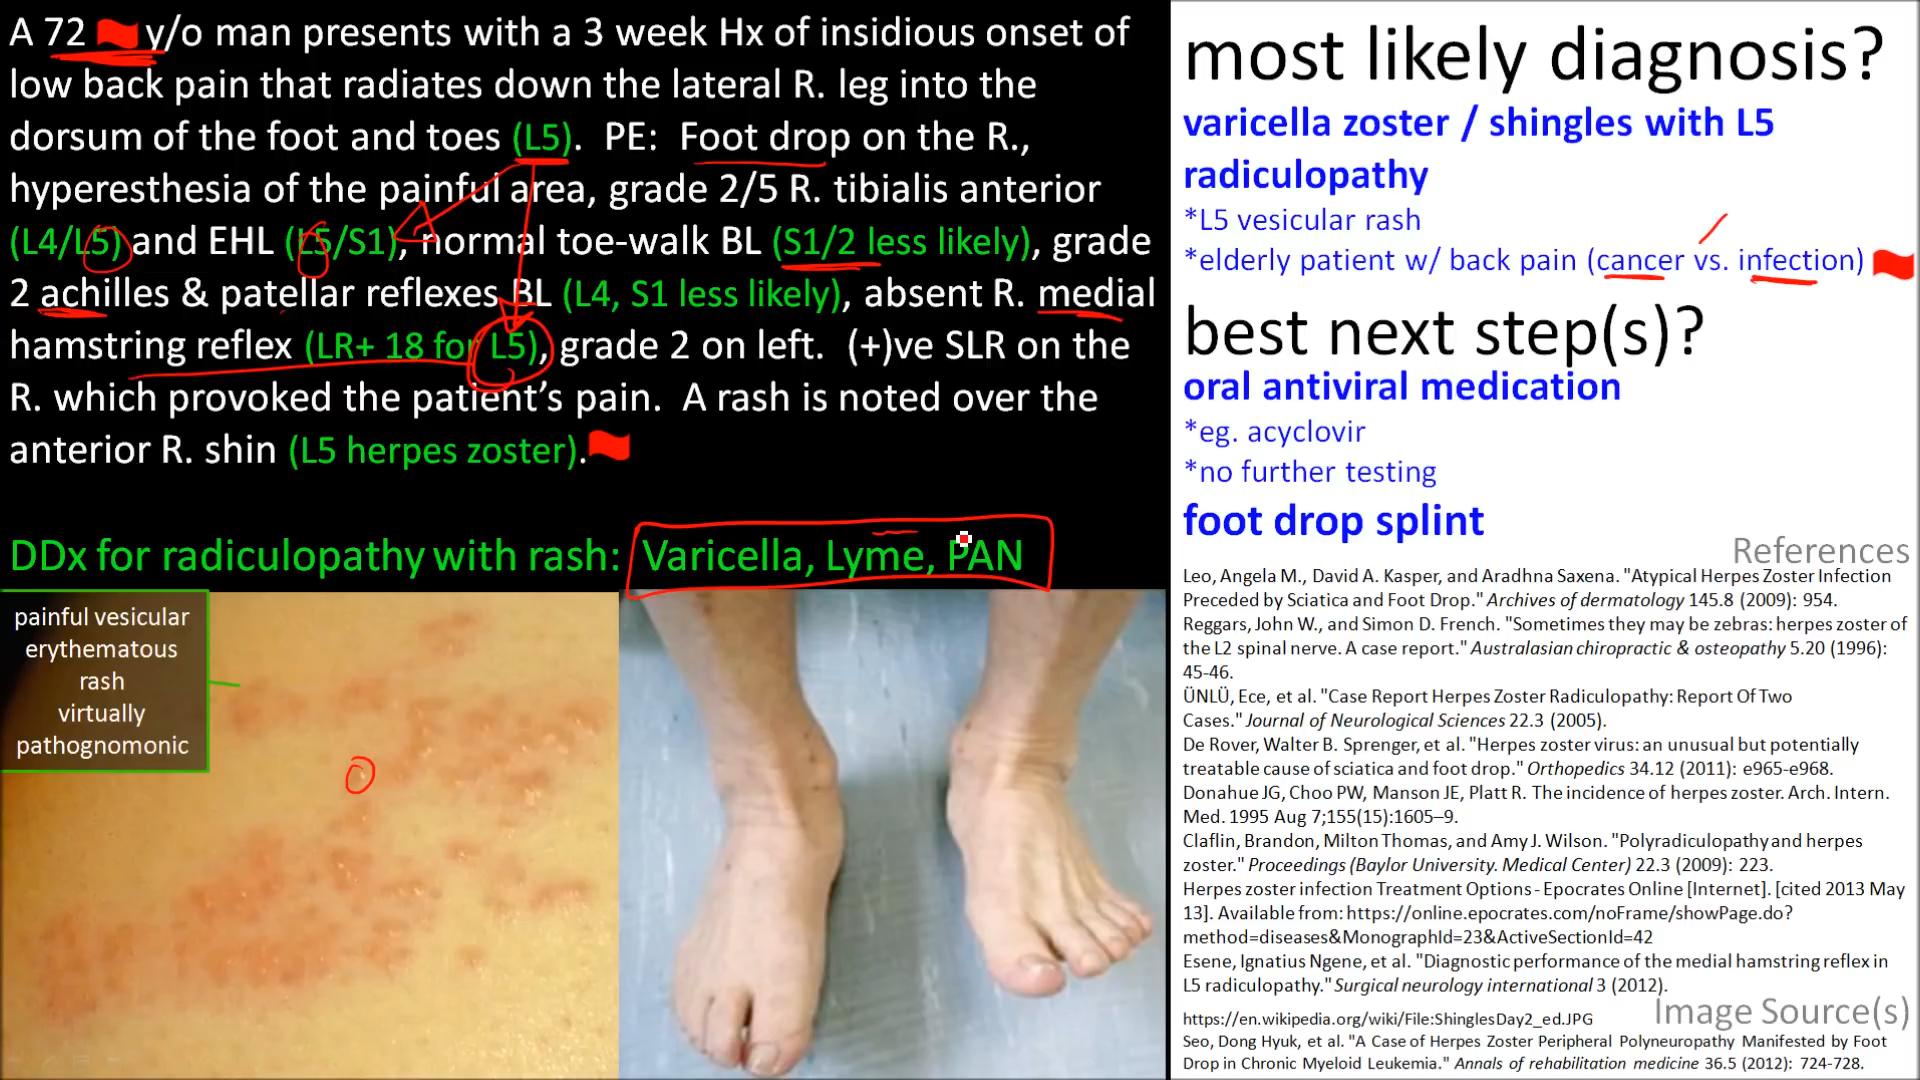 A 72 y/o man presents with a 3 week Hx of insidious onset of
low back pain that radiates down the lateral R. leg into the
dorsum of the foot and toes (L5). PE: Foot drop on the R.,
hyperesthesia of the painful area, grade 2/5 R. tibialis anterior
(L4/L5) and EHL (L5/S1), normal toe-walk BL (S1/2 less likely), grade
2 achilles & patellar reflexes BL (L4, S1 less likely), absent R. medial
hamstring reflex (LR+ 18 for L5), grade 2 on left. (+)ve SLR on the
R. which provoked the patient's pain. A rash is noted over the
anterior R. shin (L5 herpes zoster).
DDx for radiculopathy with rash: Varicella, Lyme, PAN
painful vesicular
erythematous
rash
virtually
pathognomonic
most likely diagnosis?
varicella zoster / shingles with L5
radiculopathy
*L5 vesicular rash
*elderly patient w/ back pain (cancer vs. infection)
best next step(s)?
oral antiviral medication
*eg. acyclovir
*no further testing
foot drop splint
References
Leo, Angela M., David A. Kasper, and Aradhna Saxena. "Atypical Herpes Zoster Infection
Preceded by Sciatica and Foot Drop." Archives of dermatology 145.8 (2009): 954.
Reggars, John W., and Simon D. French. "Sometimes they may be zebras: herpes zoster of
the L2 spinal nerve. A case report." Australasian chiropractic & osteopathy 5.20 (1996):
45-46.
ÜNLÜ, Ece, et al. "Case Report Herpes Zoster Radiculopathy: Report Of Two
Cases." Journal of Neurological Sciences 22.3 (2005).
De Rover, Walter B. Sprenger, et al. "Herpes zoster virus: an unusual but potentially
treatable cause of sciatica and foot drop." Orthopedics 34.12 (2011): e965-e968.
Donahue JG, Choo PW, Manson JE, Platt R. The incidence of herpes zoster. Arch. Intern.
Med. 1995 Aug 7;155(15):1605–9.
Claflin, Brandon, Milton Thomas, and Amy J. Wilson. "Polyradiculopathy and herpes
zoster." Proceedings (Baylor University. Medical Center) 22.3 (2009): 223.
Herpes zoster infection Treatment Options - Epocrates Online [Internet]. [cited 2013 May
13]. Available from: https://online.epocrates.com/noFrame/showPage.do?
method=diseases&MonographId=23&ActiveSectionId=42
Esene, Ignatius Ngene, et al. "Diagnostic performance of the medial hamstring reflex in
L5 radiculopathy." Surgical neurology international 3 (2012).
Image Source(s)
https://en.wikipedia.org/wiki/File:ShinglesDay2_ed.JPG
Seo, Dong Hyuk, et al. "A Case of Herpes Zoster Peripheral Polyneuropathy Manifested by Foot
Drop in Chronic Myeloid Leukemia." Annals of rehabilitation medicine 36.5 (2012): 724-728.